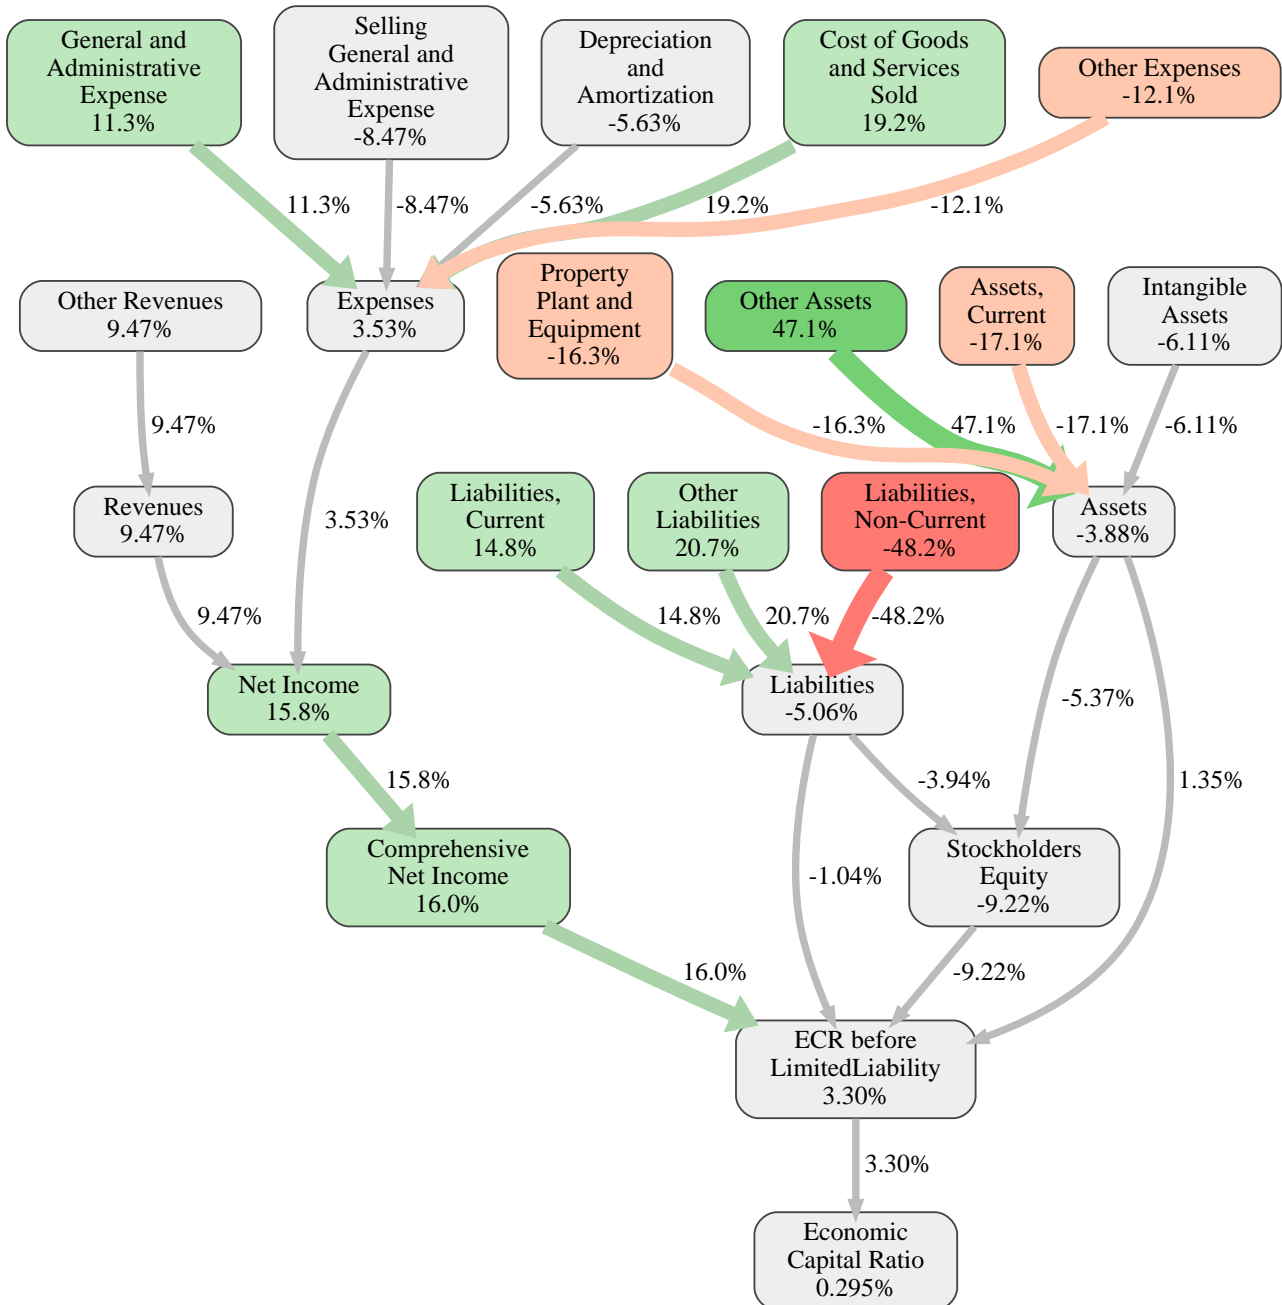 General and
Administrative
Expense
11.3%
Selling
General and
Administrative
Expense
-8.47%
Depreciation
and
Amortization
-5.63%
Cost of Goods
and Services
Sold
19.2%
Other Expenses
-12.1%
11.3%
-8.47%
-5.63%
19.2%
-12.1%
Other Revenues
9.47%
Expenses
3.53%
Property
Plant and
Equipment
-16.3%
Other Assets
47.1%
Assets,
Current
-17.1%
Intangible
Assets
-6.11%
9.47%
-16.3%
47.1%
-17.1%
-6.11%
Revenues
9.47%
3.53%
Liabilities,
Current
14.8%
Other
Liabilities
20.7%
Liabilities,
Non-Current
-48.2%
Assets
-3.88%
9.47%
14.8%
20.7%
-48.2%
Net Income
15.8%
Liabilities
-5.06%
-5.37%
15.8%
-3.94%
1.35%
Comprehensive
Net Income
16.0%
-1.04%
Stockholders
Equity
-9.22%
16.0%
-9.22%
ECR before
LimitedLiability
3.30%
3.30%
Economic
Capital Ratio
0.295%